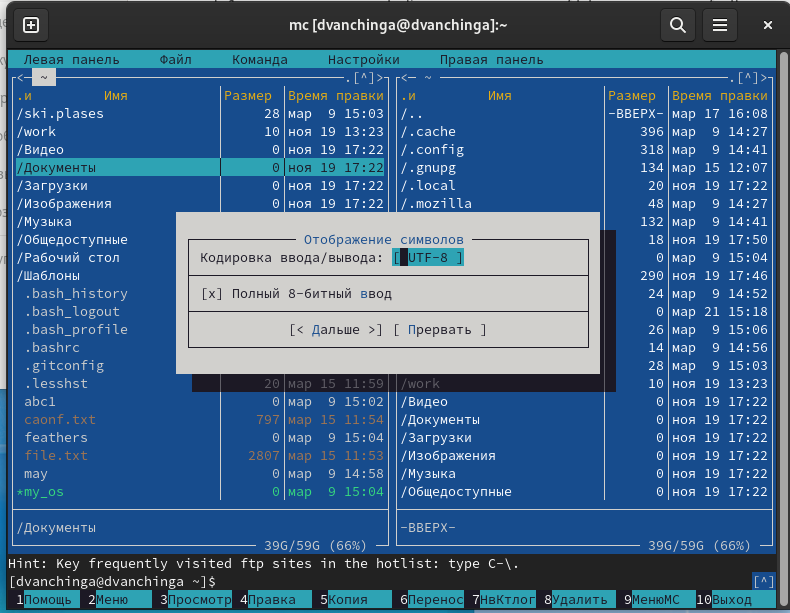 mc [dvanchinga@dvanchinga]:~
Левая панель Файл Команда Настройки Правая панель
<- ~ .[^]> <- ~ .[^]>
.и Имя Размер Время правки .и Имя Размер Время правки
/ski.plases 28 мар 9 15:03 /.. -ВВЕРХ- мар 17 16:08
/work 10 ноя 19 13:23 /.cache 396 мар 9 14:27
/Видео 0 ноя 19 17:22 /.config 318 мар 9 14:41
/Документы 0 ноя 19 17:22 /.gnupg 134 мар 15 12:07
/Загрузки 0 ноя 19 17:22 /.local 20 ноя 19 17:22
/Изображения 0 ноя 19 17:22 /.mozilla 48 мар 9 14:27
/Музыка 132 мар 9 14:41
/Общедоступные Отображение символов 18 ноя 19 17:50
/Рабочий стол Кодировка ввода/вывода: [ UTF-8 ] 0 мар 9 15:04
/Шаблоны 290 ноя 19 17:46
.bash_history [x] Полный 8-битный ввод 24 мар 9 14:52
.bash_logout 0 мар 21 15:18
.bash_profile [< Дальше >] [ Прервать ] 26 мар 9 15:06
.bashrc 14 мар 9 14:56
.gitconfig 28 мар 9 15:03
.lesshst 20 мар 15 11:59 /work 10 ноя 19 13:23
abc1 0 мар 9 15:02 /Видео 0 ноя 19 17:22
caonf.txt 797 мар 15 11:54 /Документы 0 ноя 19 17:22
feathers 0 мар 9 15:04 /Загрузки 0 ноя 19 17:22
file.txt 2807 мар 15 11:53 /Изображения 0 ноя 19 17:22
may 0 мар 9 14:58 /Музыка 0 ноя 19 17:22
*my_os 0 мар 9 15:04 /Общедоступные 0 ноя 19 17:22
/Документы -ВВЕРХ-
39G/59G (66%) 39G/59G (66%)
Hint: Key frequently visited ftp sites in the hotlist: type C-\.
[dvanchinga@dvanchinga ~]$ [^]
1Помощь 2Меню 3Просмотр 4Правка 5Копия 6Перенос 7НвКтлог 8Удалить 9МенюМС 10Выход